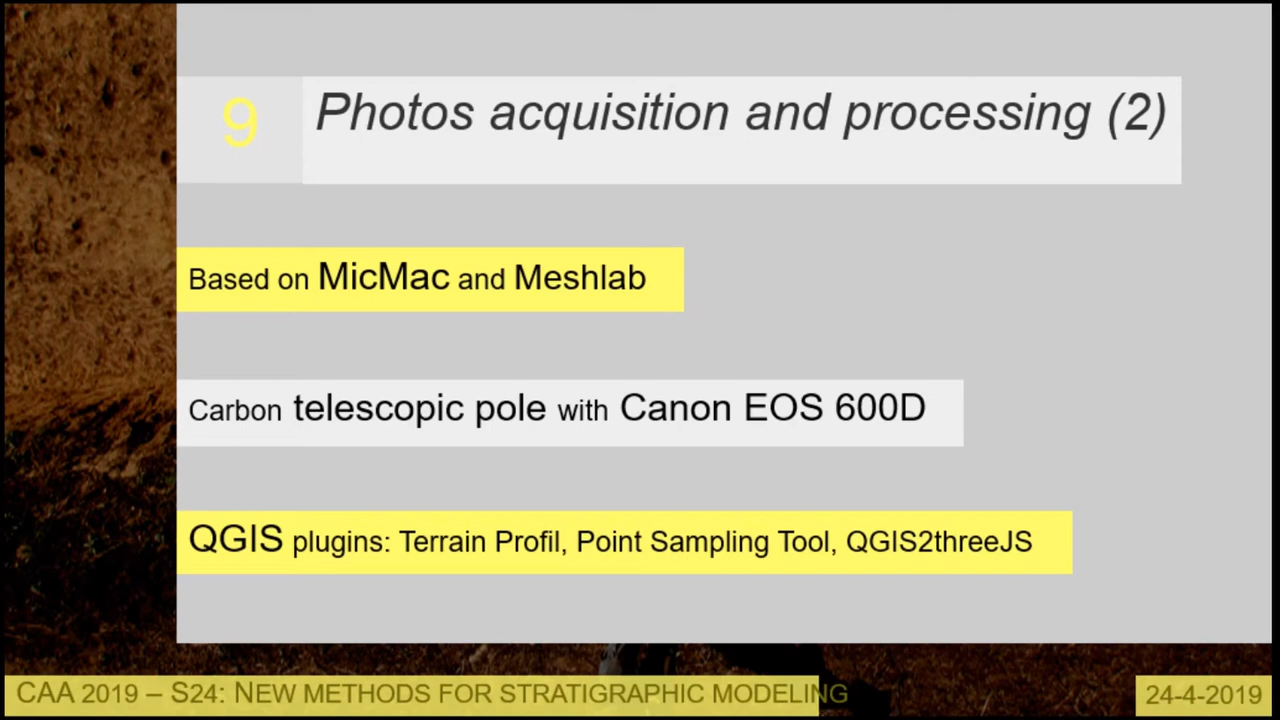 9
Photos acquisition and processing (2)
Based on MicMac and Meshlab
Carbon telescopic pole with Canon EOS 600D
QGIS plugins: Terrain Profil, Point Sampling Tool, QGIS2threeJS
CAA 2019 – S24: NEW METHODS FOR STRATIGRAPHIC MODELING
24-4-2019